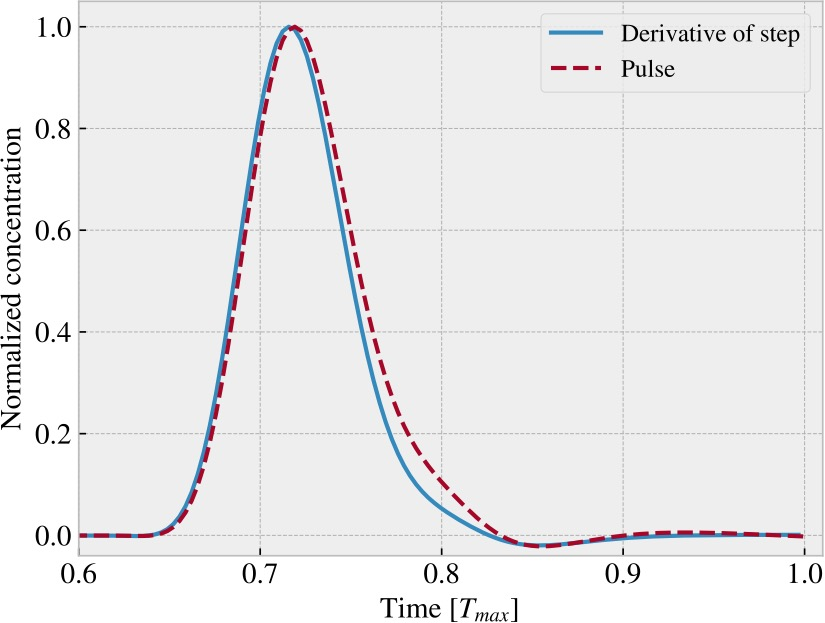 Derivative of step
Pulse
Normalized concentration
1.0
0.8
0.6
0.4
0.2
0.0
0.6 0.7 0.8 0.9 1.0
Time [T_max]